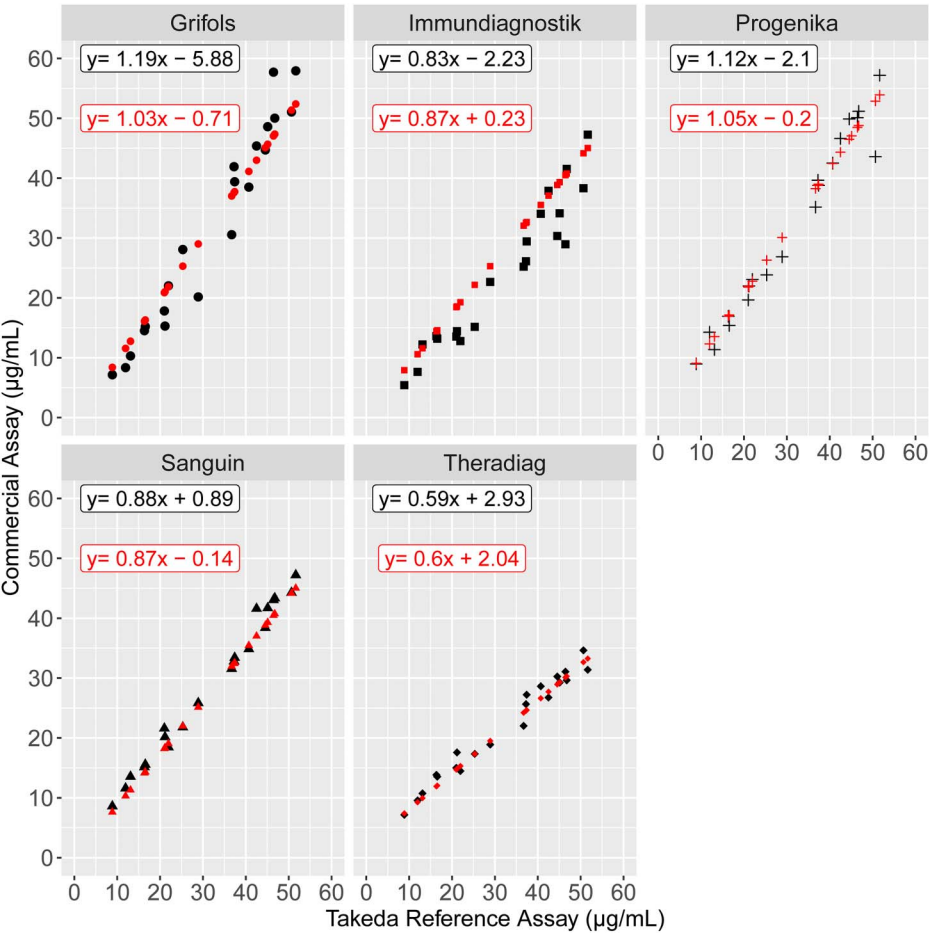 Grifols
Immundiagnostik
Progenika
y= 1.19x − 5.88
y= 0.83x − 2.23
y= 1.12x − 2.1
y= 1.03x − 0.71
y= 0.87x + 0.23
y= 1.05x − 0.2
60
50
40
30
20
10
0
0 10 20 30 40 50 60
Sanguin
Theradiag
y= 0.88x + 0.89
y= 0.59x + 2.93
y= 0.87x − 0.14
y= 0.6x + 2.04
60
50
40
30
20
10
0
0 10 20 30 40 50 60
0 10 20 30 40 50 60
Commercial Assay (µg/mL)
Takeda Reference Assay (µg/mL)